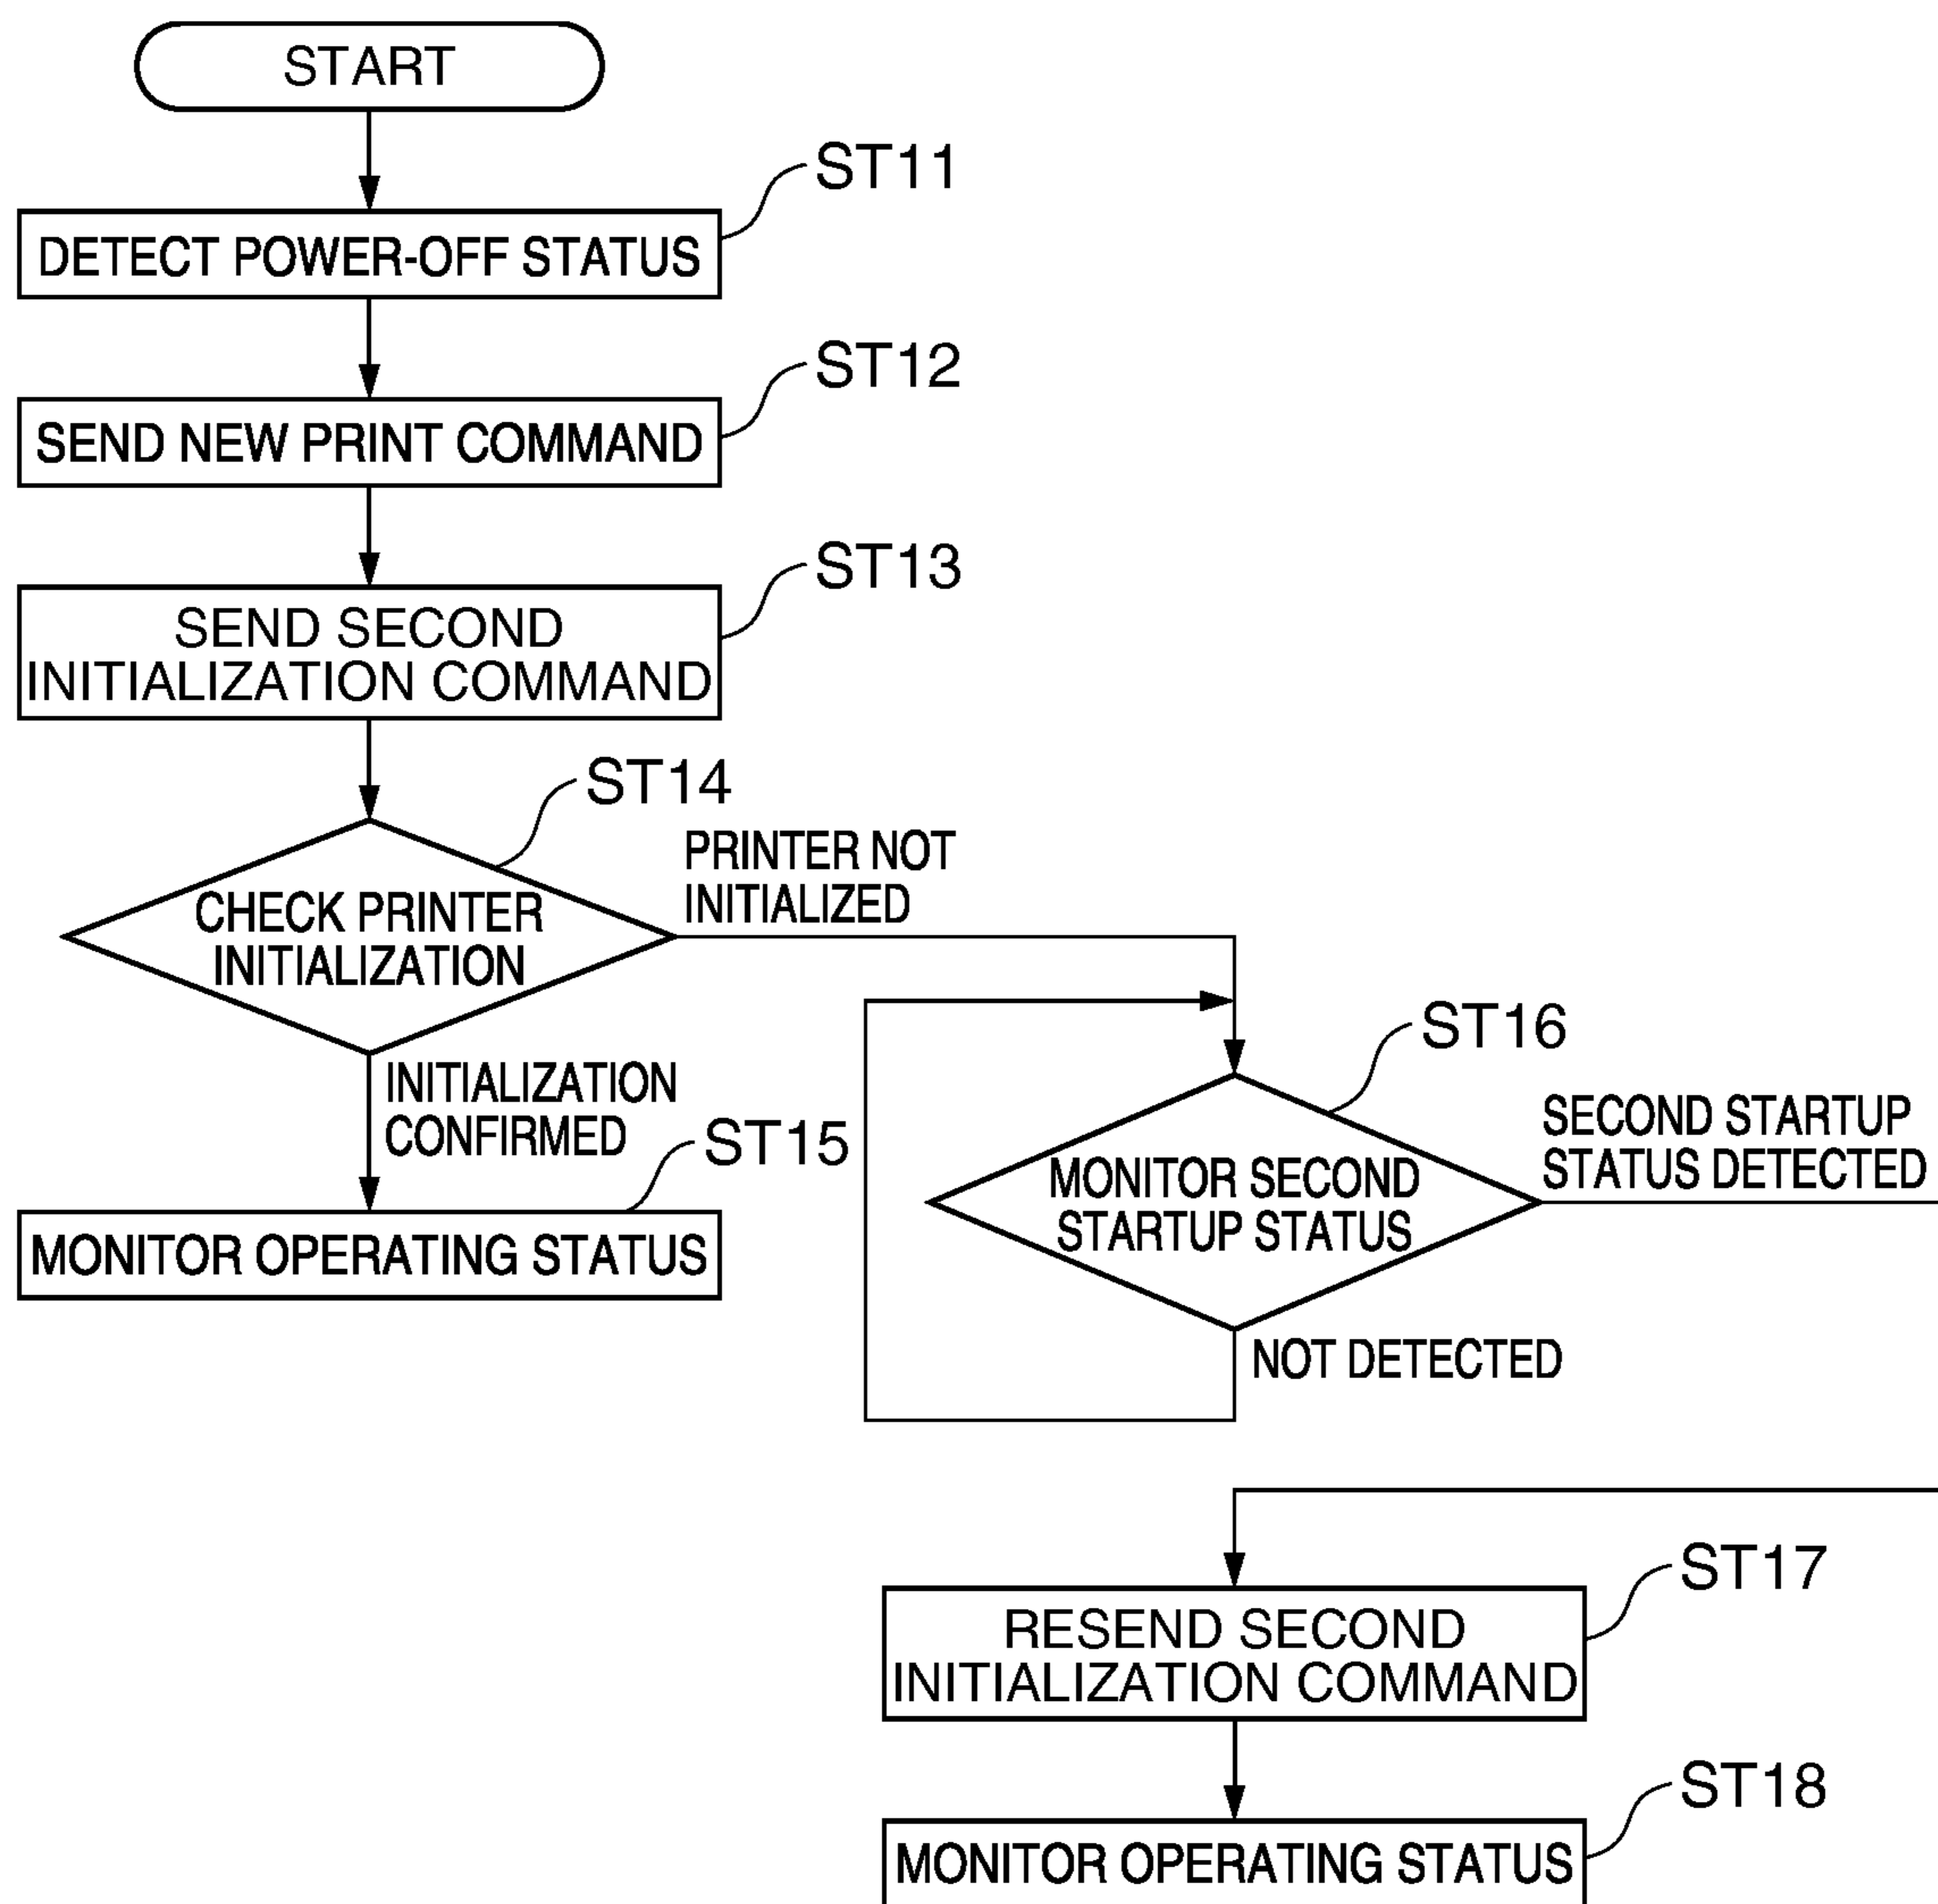 START
ST11
DETECT POWER-OFF STATUS
ST12
SEND NEW PRINT COMMAND
ST13
SEND SECOND
INITIALIZATION COMMAND
ST14
CHECK PRINTER
INITIALIZATION
PRINTER NOT
INITIALIZED
INITIALIZATION
CONFIRMED
ST15
MONITOR OPERATING STATUS
ST16
MONITOR SECOND
STARTUP STATUS
SECOND STARTUP
STATUS DETECTED
NOT DETECTED
ST17
RESEND SECOND
INITIALIZATION COMMAND
ST18
MONITOR OPERATING STATUS